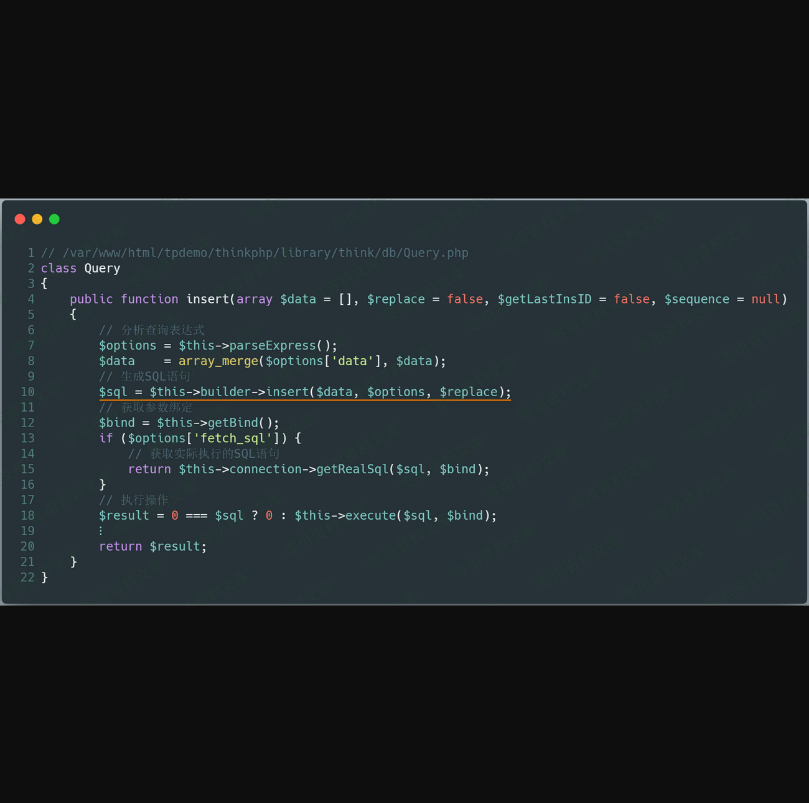 1 // /var/www/html/tpdemo/thinkphp/library/think/db/Query.php
2 class Query
3 {
4 public function insert(array $data = [], $replace = false, $getLastInsID = false, $sequence = null)
5 {
6 // 分析查询表达式
7 $options = $this->parseExpress();
8 $data = array_merge($options['data'], $data);
9 // 生成SQL语句
10 $sql = $this->builder->insert($data, $options, $replace);
11 // 获取参数绑定
12 $bind = $this->getBind();
13 if ($options['fetch_sql']) {
14 // 获取实际执行的SQL语句
15 return $this->connection->getRealSql($sql, $bind);
16 }
17 // 执行操作
18 $result = 0 === $sql ? 0 : $this->execute($sql, $bind);
19 ⋮
20 return $result;
21 }
22 }